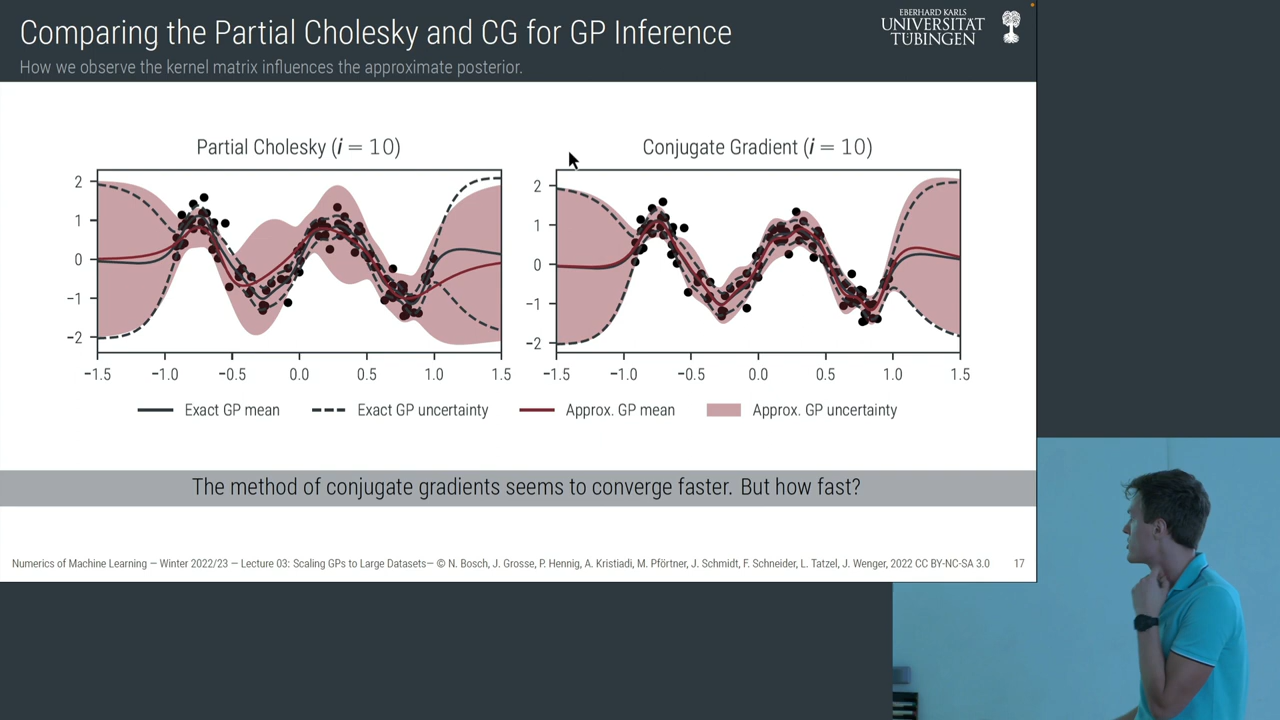 Comparing the Partial Cholesky and CG for GP Inference
How we observe the kernel matrix influences the approximate posterior.
EBERHARD KARLS
UNIVERSITÄT
TÜBINGEN
Partial Cholesky (i = 10)
Conjugate Gradient (i = 10)
2
1
0
−1
−2
−1.5 −1.0 −0.5 0.0 0.5 1.0 1.5
2
1
0
−1
−2
−1.5 −1.0 −0.5 0.0 0.5 1.0 1.5
Exact GP mean Exact GP uncertainty Approx. GP mean Approx. GP uncertainty
The method of conjugate gradients seems to converge faster. But how fast?
Numerics of Machine Learning — Winter 2022/23 — Lecture 03: Scaling GPs to Large Datasets— © N. Bosch, J. Grosse, P. Hennig, A. Kristiadi, M. Pförtner, J. Schmidt, F. Schneider, L. Tatzel, J. Wenger, 2022 CC BY-NC-SA 3.0 17